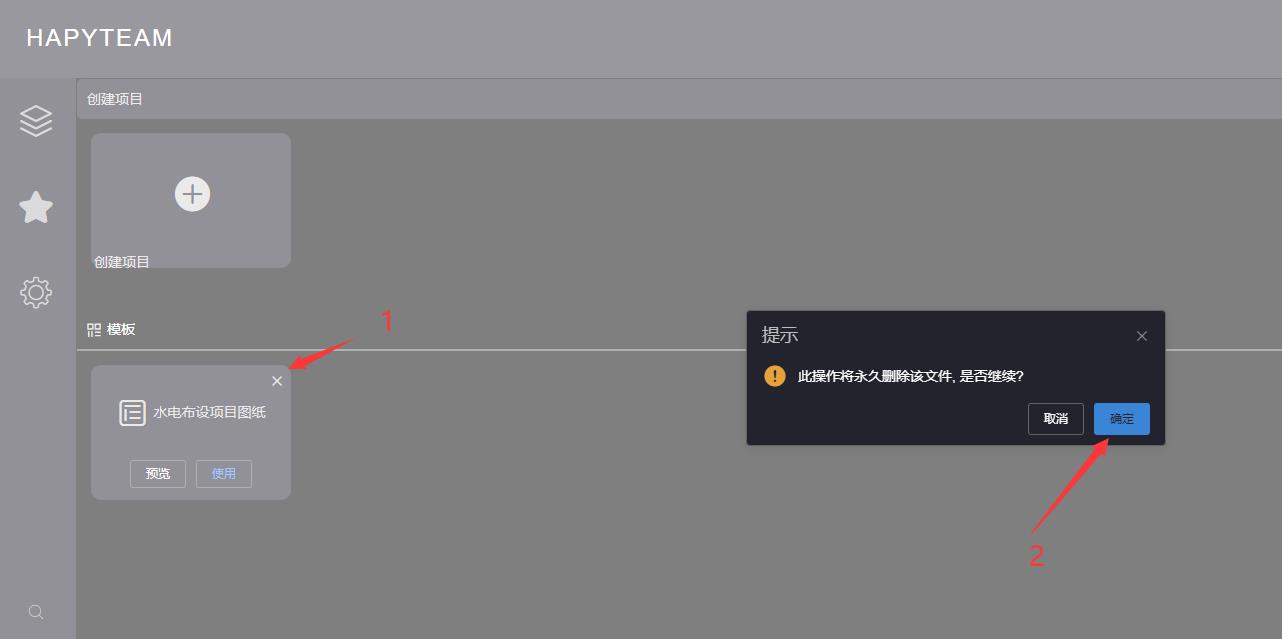 HAPYTEAM
创建项目
创建项目
模板
1
水电布设项目图纸
预览
使用
提示
此操作将永久删除该文件, 是否继续?
取消
确定
2